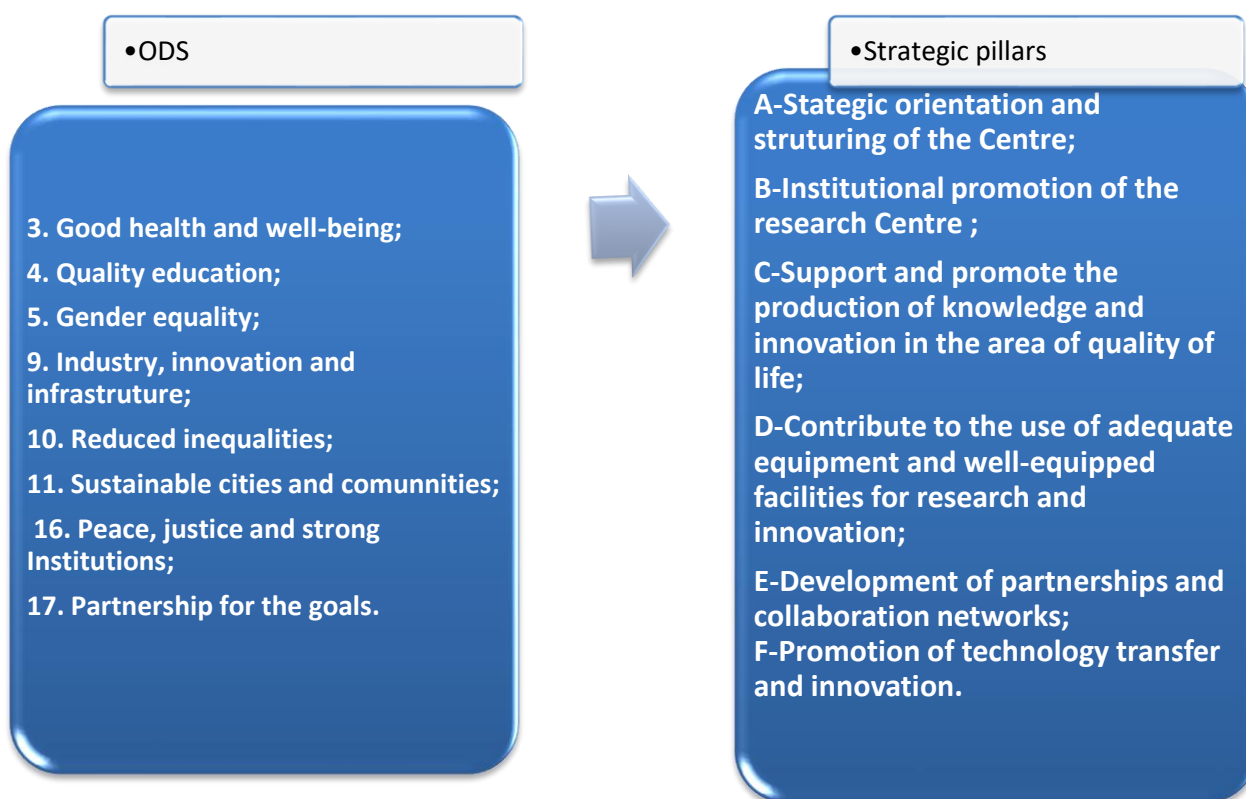 •ODS
3. Good health and well-being;
4. Quality education;
5. Gender equality;
9. Industry, innovation and
infrastruture;
10. Reduced inequalities;
11. Sustainable cities and comunnities;
16. Peace, justice and strong
Institutions;
17. Partnership for the goals.
•Strategic pillars
A-Stategic orientation and
struturing of the Centre;
B-Institutional promotion of the
research Centre ;
C-Support and promote the
production of knowledge and
innovation in the area of quality of
life;
D-Contribute to the use of adequate
equipment and well-equipped
facilities for research and
innovation;
E-Development of partnerships and
collaboration networks;
F-Promotion of technology transfer
and innovation.